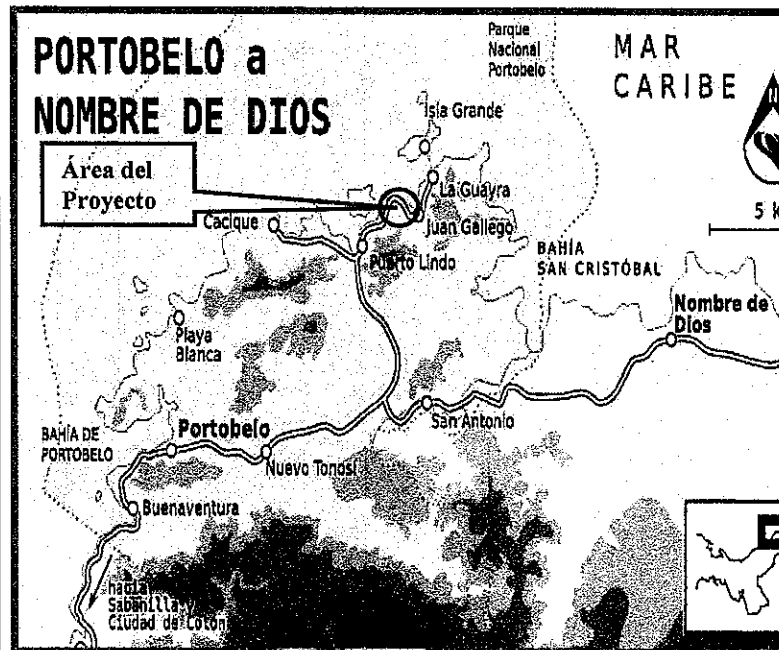 PORTOBELO a
NOMBRE DE DIOS
Parque
Nacional
Portobelo
MAR
CARIBE
Isla Grande
Área del
Proyecto
La Guayra
5 k
Cacique
Juan Gallego
Puerto Lindo
BAHÍA
SAN CRISTÓBAL
Nombre de
Dios
Playa
Blanca
San Antonio
BAHÍA DE
PORTOBELO
Portobelo
Nuevo Tonosí
Buenaventura
hacia
Sabanilla y
Ciudad de Colón